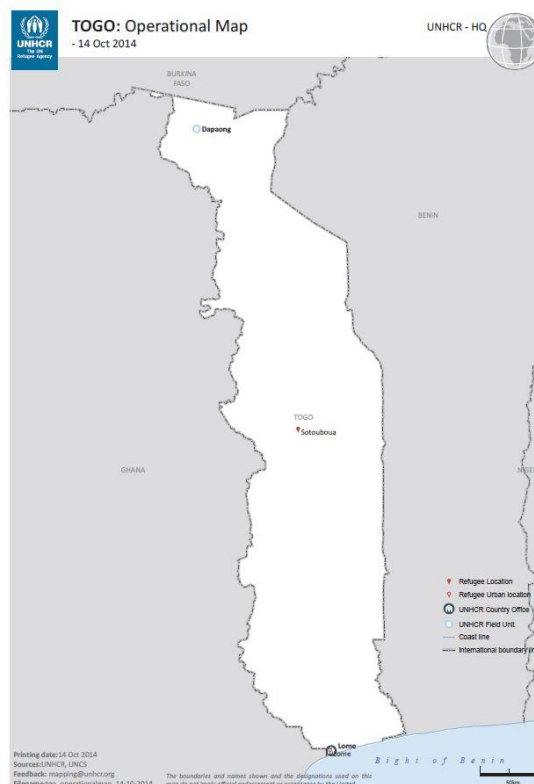 UNHCR
The UN
Refugee Agency
TOGO: Operational Map
- 14 Oct 2014
UNHCR - HQ
BURKINA
FASO
Dapaong
BENIN
TOGO
Sotouboua
GHANA
Refugee Location
Refugee Urban location
UNHCR Country Office
UNHCR Field Unit
Coast line
International boundary
Lome
Lome
Bight of Benin
50km
Printing date:14 Oct 2014
Sources:UNHCR, UNCS
Feedback: mapping@unhcr.org
The boundaries and names shown and the designations used on this